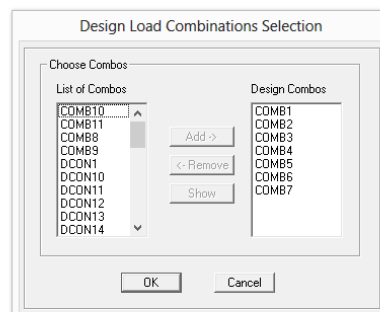 Design Load Combinations Selection
Choose Combos
List of Combos
COMB10
COMB11
COMB8
COMB9
DCON1
DCON10
DCON11
DCON12
DCON13
DCON14
Add ->
<- Remove
Show
Design Combos
COMB1
COMB2
COMB3
COMB4
COMB5
COMB6
COMB7
OK
Cancel